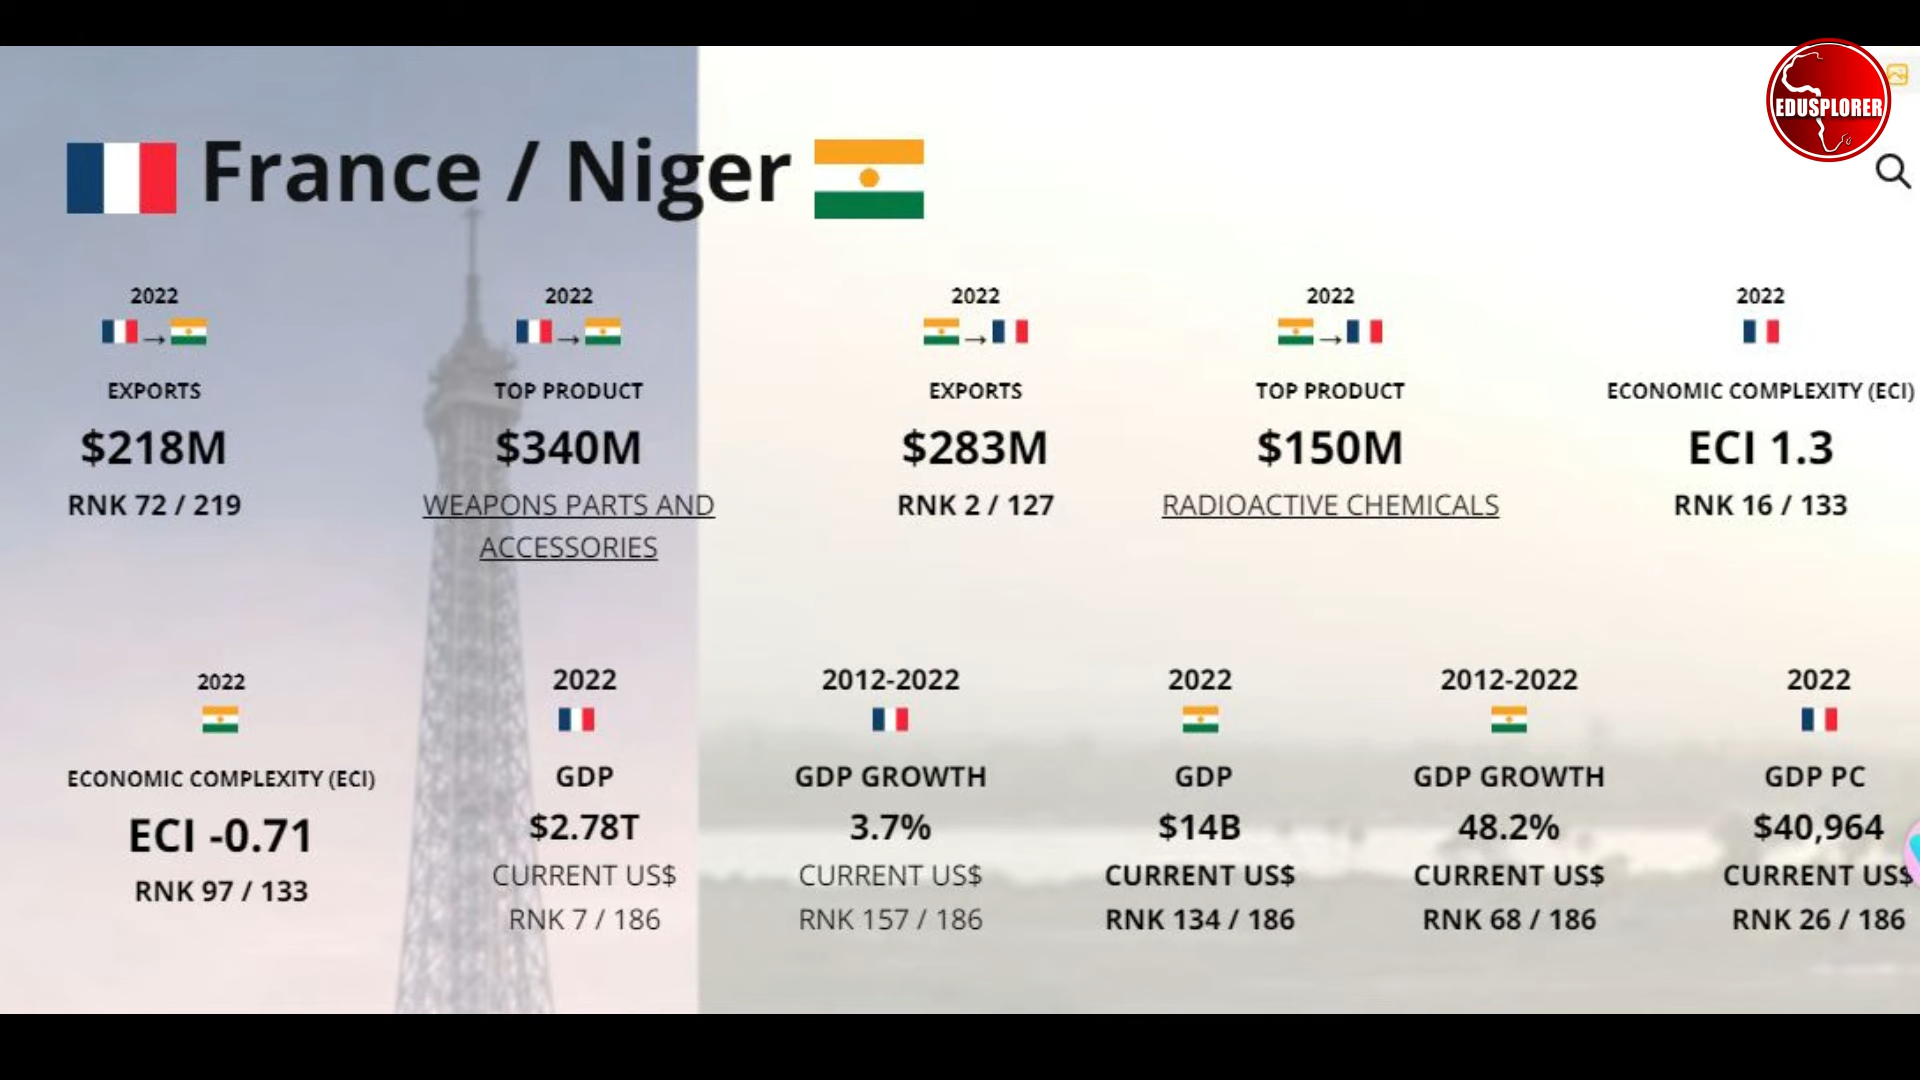 EDUSPLORER
France / Niger
2022
→
EXPORTS
$218M
RNK 72 / 219
2022
→
TOP PRODUCT
$340M
WEAPONS PARTS AND
ACCESSORIES
2022
→
EXPORTS
$283M
RNK 2 / 127
2022
→
TOP PRODUCT
$150M
RADIOACTIVE CHEMICALS
2022
ECONOMIC COMPLEXITY (ECI)
ECI 1.3
RNK 16 / 133
2022
ECONOMIC COMPLEXITY (ECI)
ECI -0.71
RNK 97 / 133
2022
GDP
$2.78T
CURRENT US$
RNK 7 / 186
2012-2022
GDP GROWTH
3.7%
CURRENT US$
RNK 157 / 186
2022
GDP
$14B
CURRENT US$
RNK 134 / 186
2012-2022
GDP GROWTH
48.2%
CURRENT US$
RNK 68 / 186
2022
GDP PC
$40,964
CURRENT US$
RNK 26 / 186